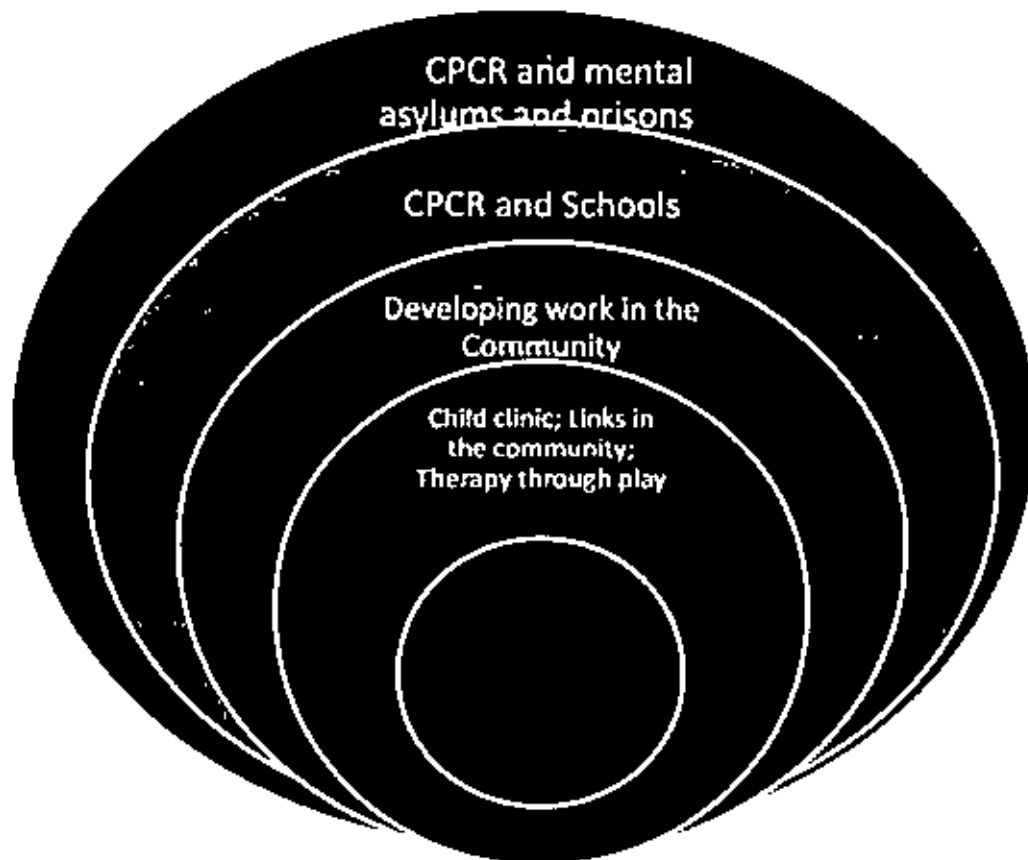 CPCR and mental
asylums and prisons
CPCR and Schools
Developing work in the
Community
Child clinic; Links in
the community;
Therapy through play